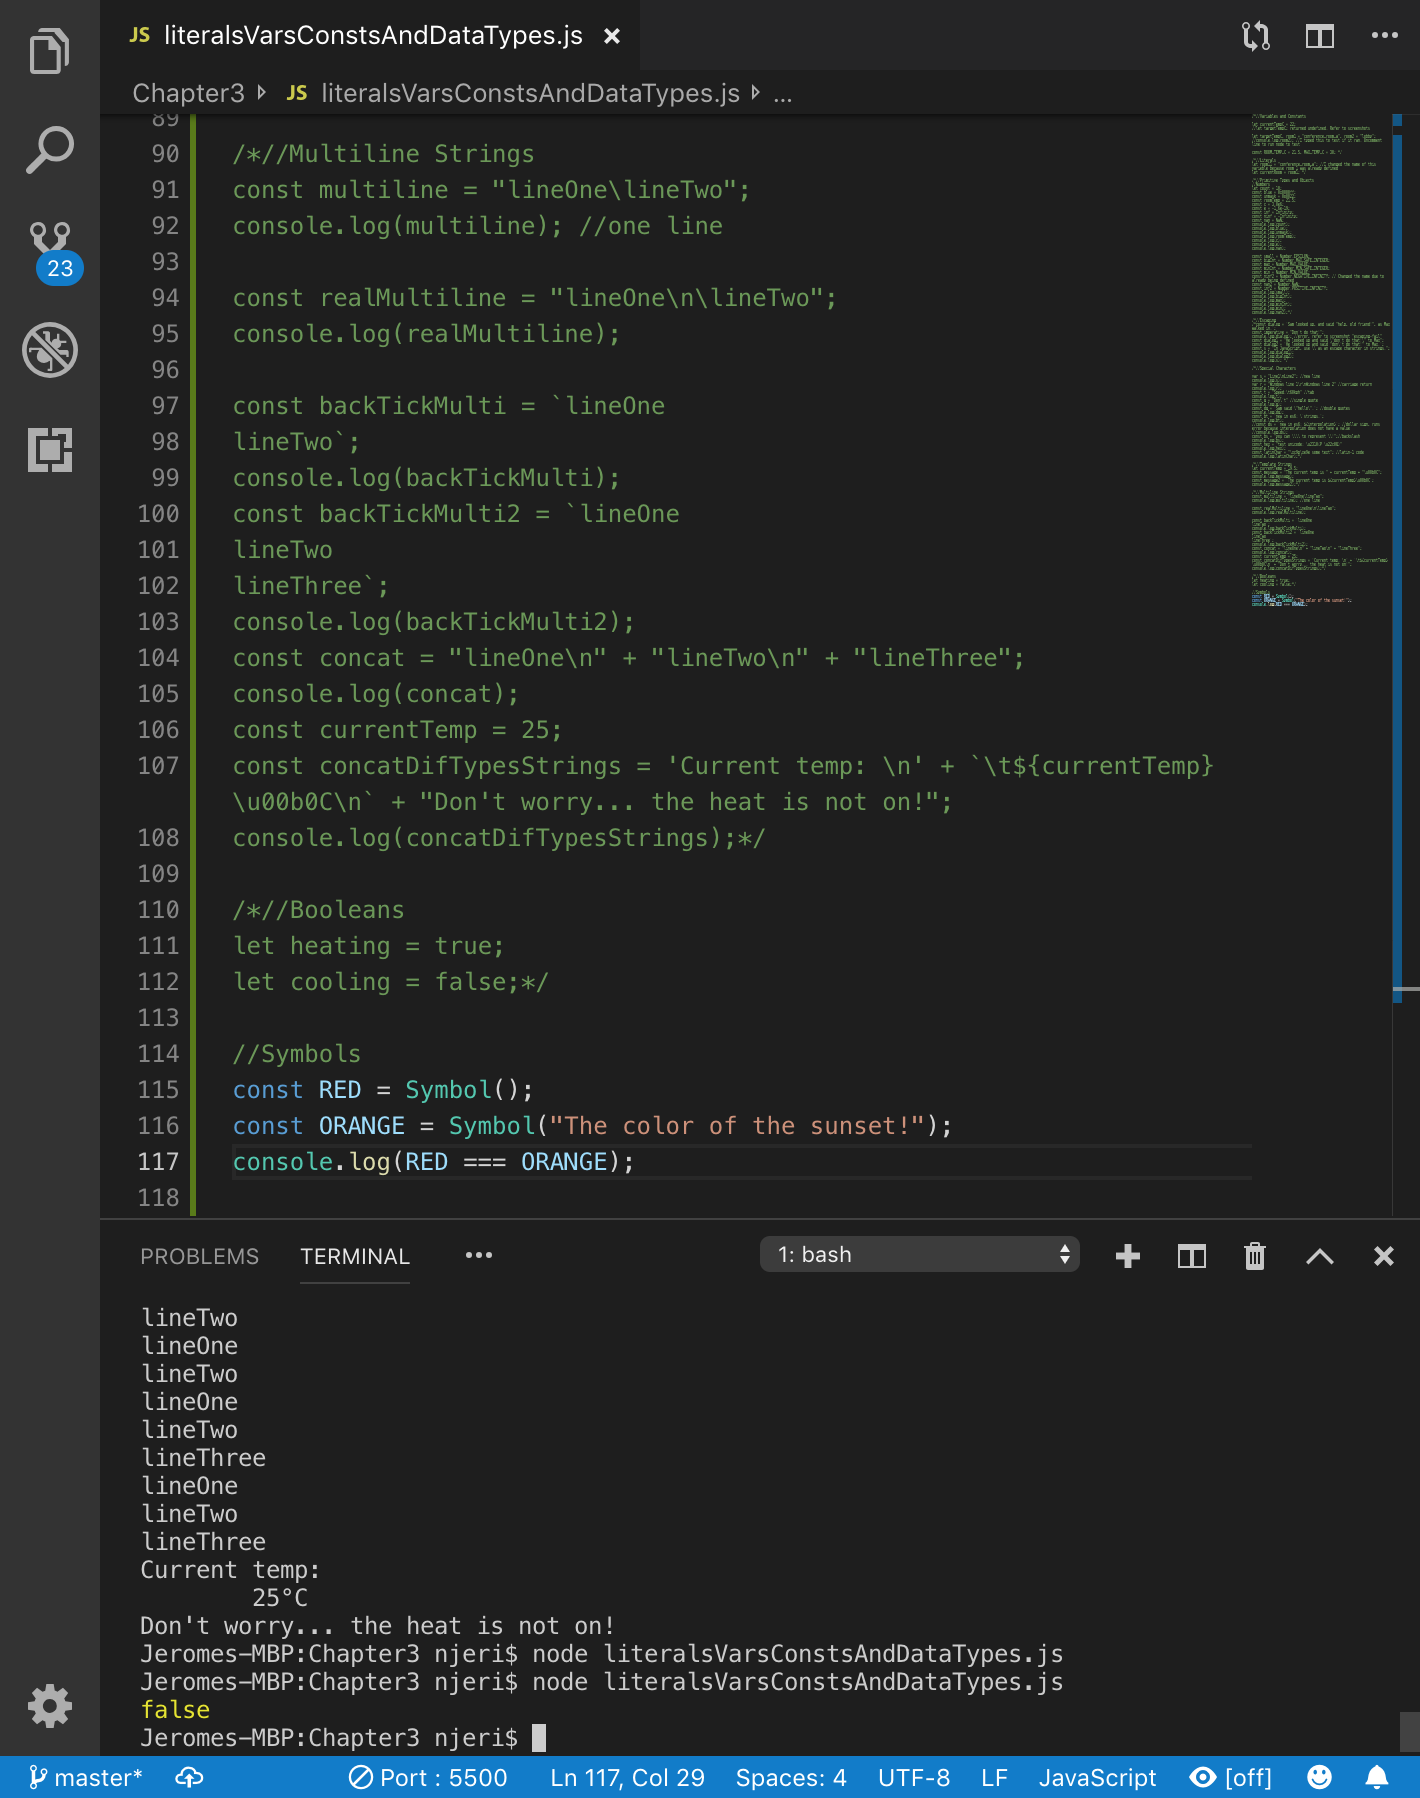 JS literalsVarsConstsAndDataTypes.js
Chapter3 JS literalsVarsConstsAndDataTypes.js ...
89
90 /*//Multiline Strings
91 const multiline = "lineOne\lineTwo";
92 console.log(multiline); //one line
93
94 const realMultiline = "lineOne\n\lineTwo";
95 console.log(realMultiline);
96
97 const backTickMulti = `lineOne
98 lineTwo`;
99 console.log(backTickMulti);
100 const backTickMulti2 = `lineOne
101 lineTwo
102 lineThree`;
103 console.log(backTickMulti2);
104 const concat = "lineOne\n" + "lineTwo\n" + "lineThree";
105 console.log(concat);
106 const currentTemp = 25;
107 const concatDifTypesStrings = 'Current temp: \n' + `\t${currentTemp}
\u00b0C\n` + "Don't worry... the heat is not on!";
108 console.log(concatDifTypesStrings);*/
109
110 /*//Booleans
111 let heating = true;
112 let cooling = false;*/
113
114 //Symbols
115 const RED = Symbol();
116 const ORANGE = Symbol("The color of the sunset!");
117 console.log(RED === ORANGE);
118
23
PROBLEMS TERMINAL 1: bash
lineTwo
lineOne
lineTwo
lineOne
lineTwo
lineThree
lineOne
lineTwo
lineThree
Current temp:
25°C
Don't worry... the heat is not on!
Jeromes-MBP:Chapter3 njeri$ node literalsVarsConstsAndDataTypes.js
Jeromes-MBP:Chapter3 njeri$ node literalsVarsConstsAndDataTypes.js
false
Jeromes-MBP:Chapter3 njeri$
master* Port : 5500 Ln 117, Col 29 Spaces: 4 UTF-8 LF JavaScript [off]